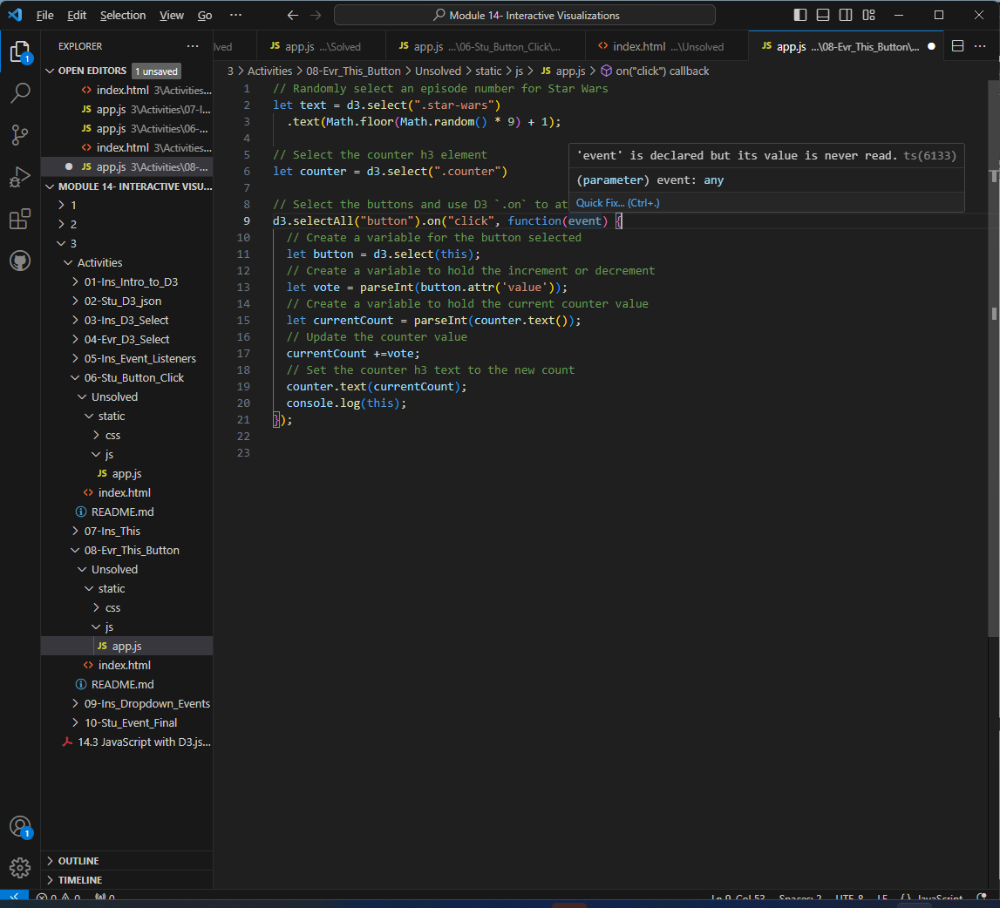 File Edit Selection View Go ··· Module 14- Interactive Visualizations
EXPLORER ···
OPEN EDITORS 1 unsaved
index.html 3\Activities...
JS app.js 3\Activities\07-I...
JS app.js 3\Activities\06-...
index.html 3\Activities...
JS app.js 3\Activities\08-...
MODULE 14- INTERACTIVE VISU...
1
2
3
Activities
01-Ins_Intro_to_D3
02-Stu_D3_json
03-Ins_D3_Select
04-Evr_D3_Select
05-Ins_Event_Listeners
06-Stu_Button_Click
Unsolved
static
css
js
JS app.js
index.html
README.md
07-Ins_This
08-Evr_This_Button
Unsolved
static
css
js
JS app.js
index.html
README.md
09-Ins_Dropdown_Events
10-Stu_Event_Final
14.3 JavaScript with D3.js...
OUTLINE
TIMELINE
1
1
lved JS app.js ...\Solved JS app.js ...\06-Stu_Button_Click\... index.html ...\Unsolved JS app.js ...\08-Evr_This_Button\... ···
3 > Activities > 08-Evr_This_Button > Unsolved > static > js > JS app.js > on("click") callback
1 // Randomly select an episode number for Star Wars
2 let text = d3.select(".star-wars")
3 .text(Math.floor(Math.random() * 9) + 1);
4
5 // Select the counter h3 element
6 let counter = d3.select(".counter")
7
8 // Select the buttons and use D3 `.on` to at
9 d3.selectAll("button").on("click", function(event) {
10 // Create a variable for the button selected
11 let button = d3.select(this);
12 // Create a variable to hold the increment or decrement
13 let vote = parseInt(button.attr('value'));
14 // Create a variable to hold the current counter value
15 let currentCount = parseInt(counter.text());
16 // Update the counter value
17 currentCount +=vote;
18 // Set the counter h3 text to the new count
19 counter.text(currentCount);
20 console.log(this);
21 });
22
23
'event' is declared but its value is never read. ts(6133)
(parameter) event: any
Quick Fix... (Ctrl+.)
0 0 0 Ln 9, Col 53 Spaces: 2 UTF-8 LF {} JavaScript